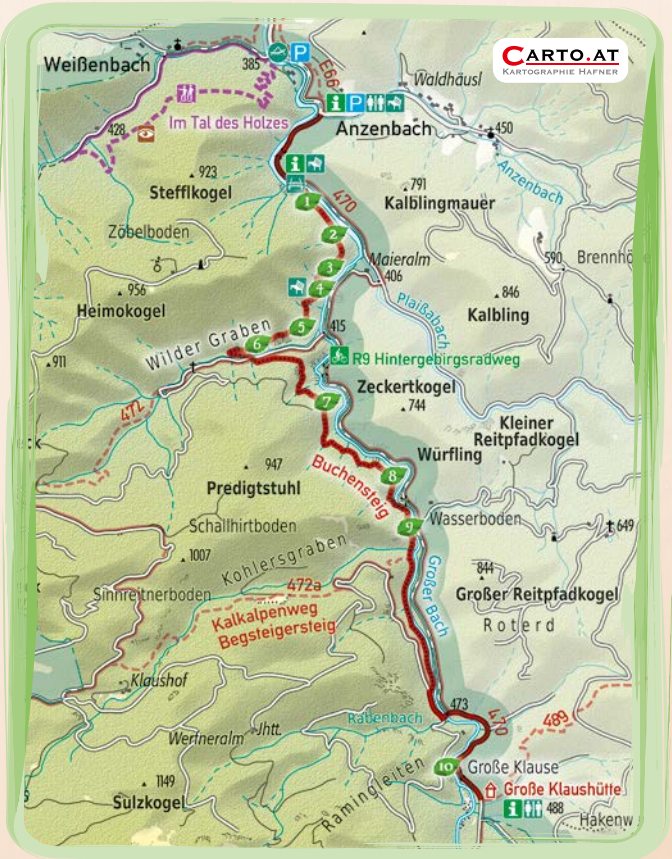 CARTO.AT
KARTOGRAPHIE HAFNER
Weißenbach
385
P
E66
Waldhäusl
i P
Anzenbach
450
Im Tal des Holzes
428
Anzenbach
923
Stefflkogel
i
791
Kalblingmauer
1
470
2
Zöbelboden
3
Maieralm
406
590
4
956
Heimokogel
Plaißabach
846
Kalbling
5
415
Wilder Graben
6
911
R9 Hintergebirgsradweg
Zeckertkogel
744
472
7
Kleiner
Reitpfadkogel
Würfling
947
Predigtstuhl
Buchensteig
8
Schallhirtboden
9
Wasserboden
649
1007
Kohlersgraben
844
Sinnreitnerboden
472a
Großer Bach
Großer Reitpfadkogel
Kalkalpenweg
Begsteigersteig
Roterd
Klaushof
473
470
489
Rabenbach
Werfneralm
Jhtt.
10
Große Klause
Ramingleiten
1149
Sulzkogel
Große Klaushütte
i
488
Hakenw